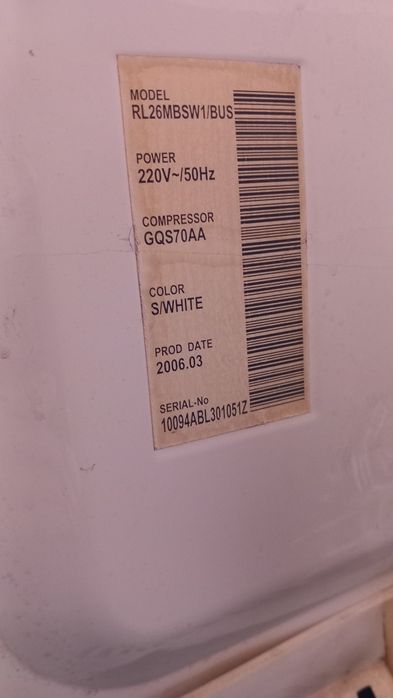 MODEL
RL26MBSW1/BUS
POWER
220V~/50Hz
COMPRESSOR
GQS70AA
COLOR
S/WHITE
PROD DATE
2006.03
SERIAL-No
10094ABL301051Z